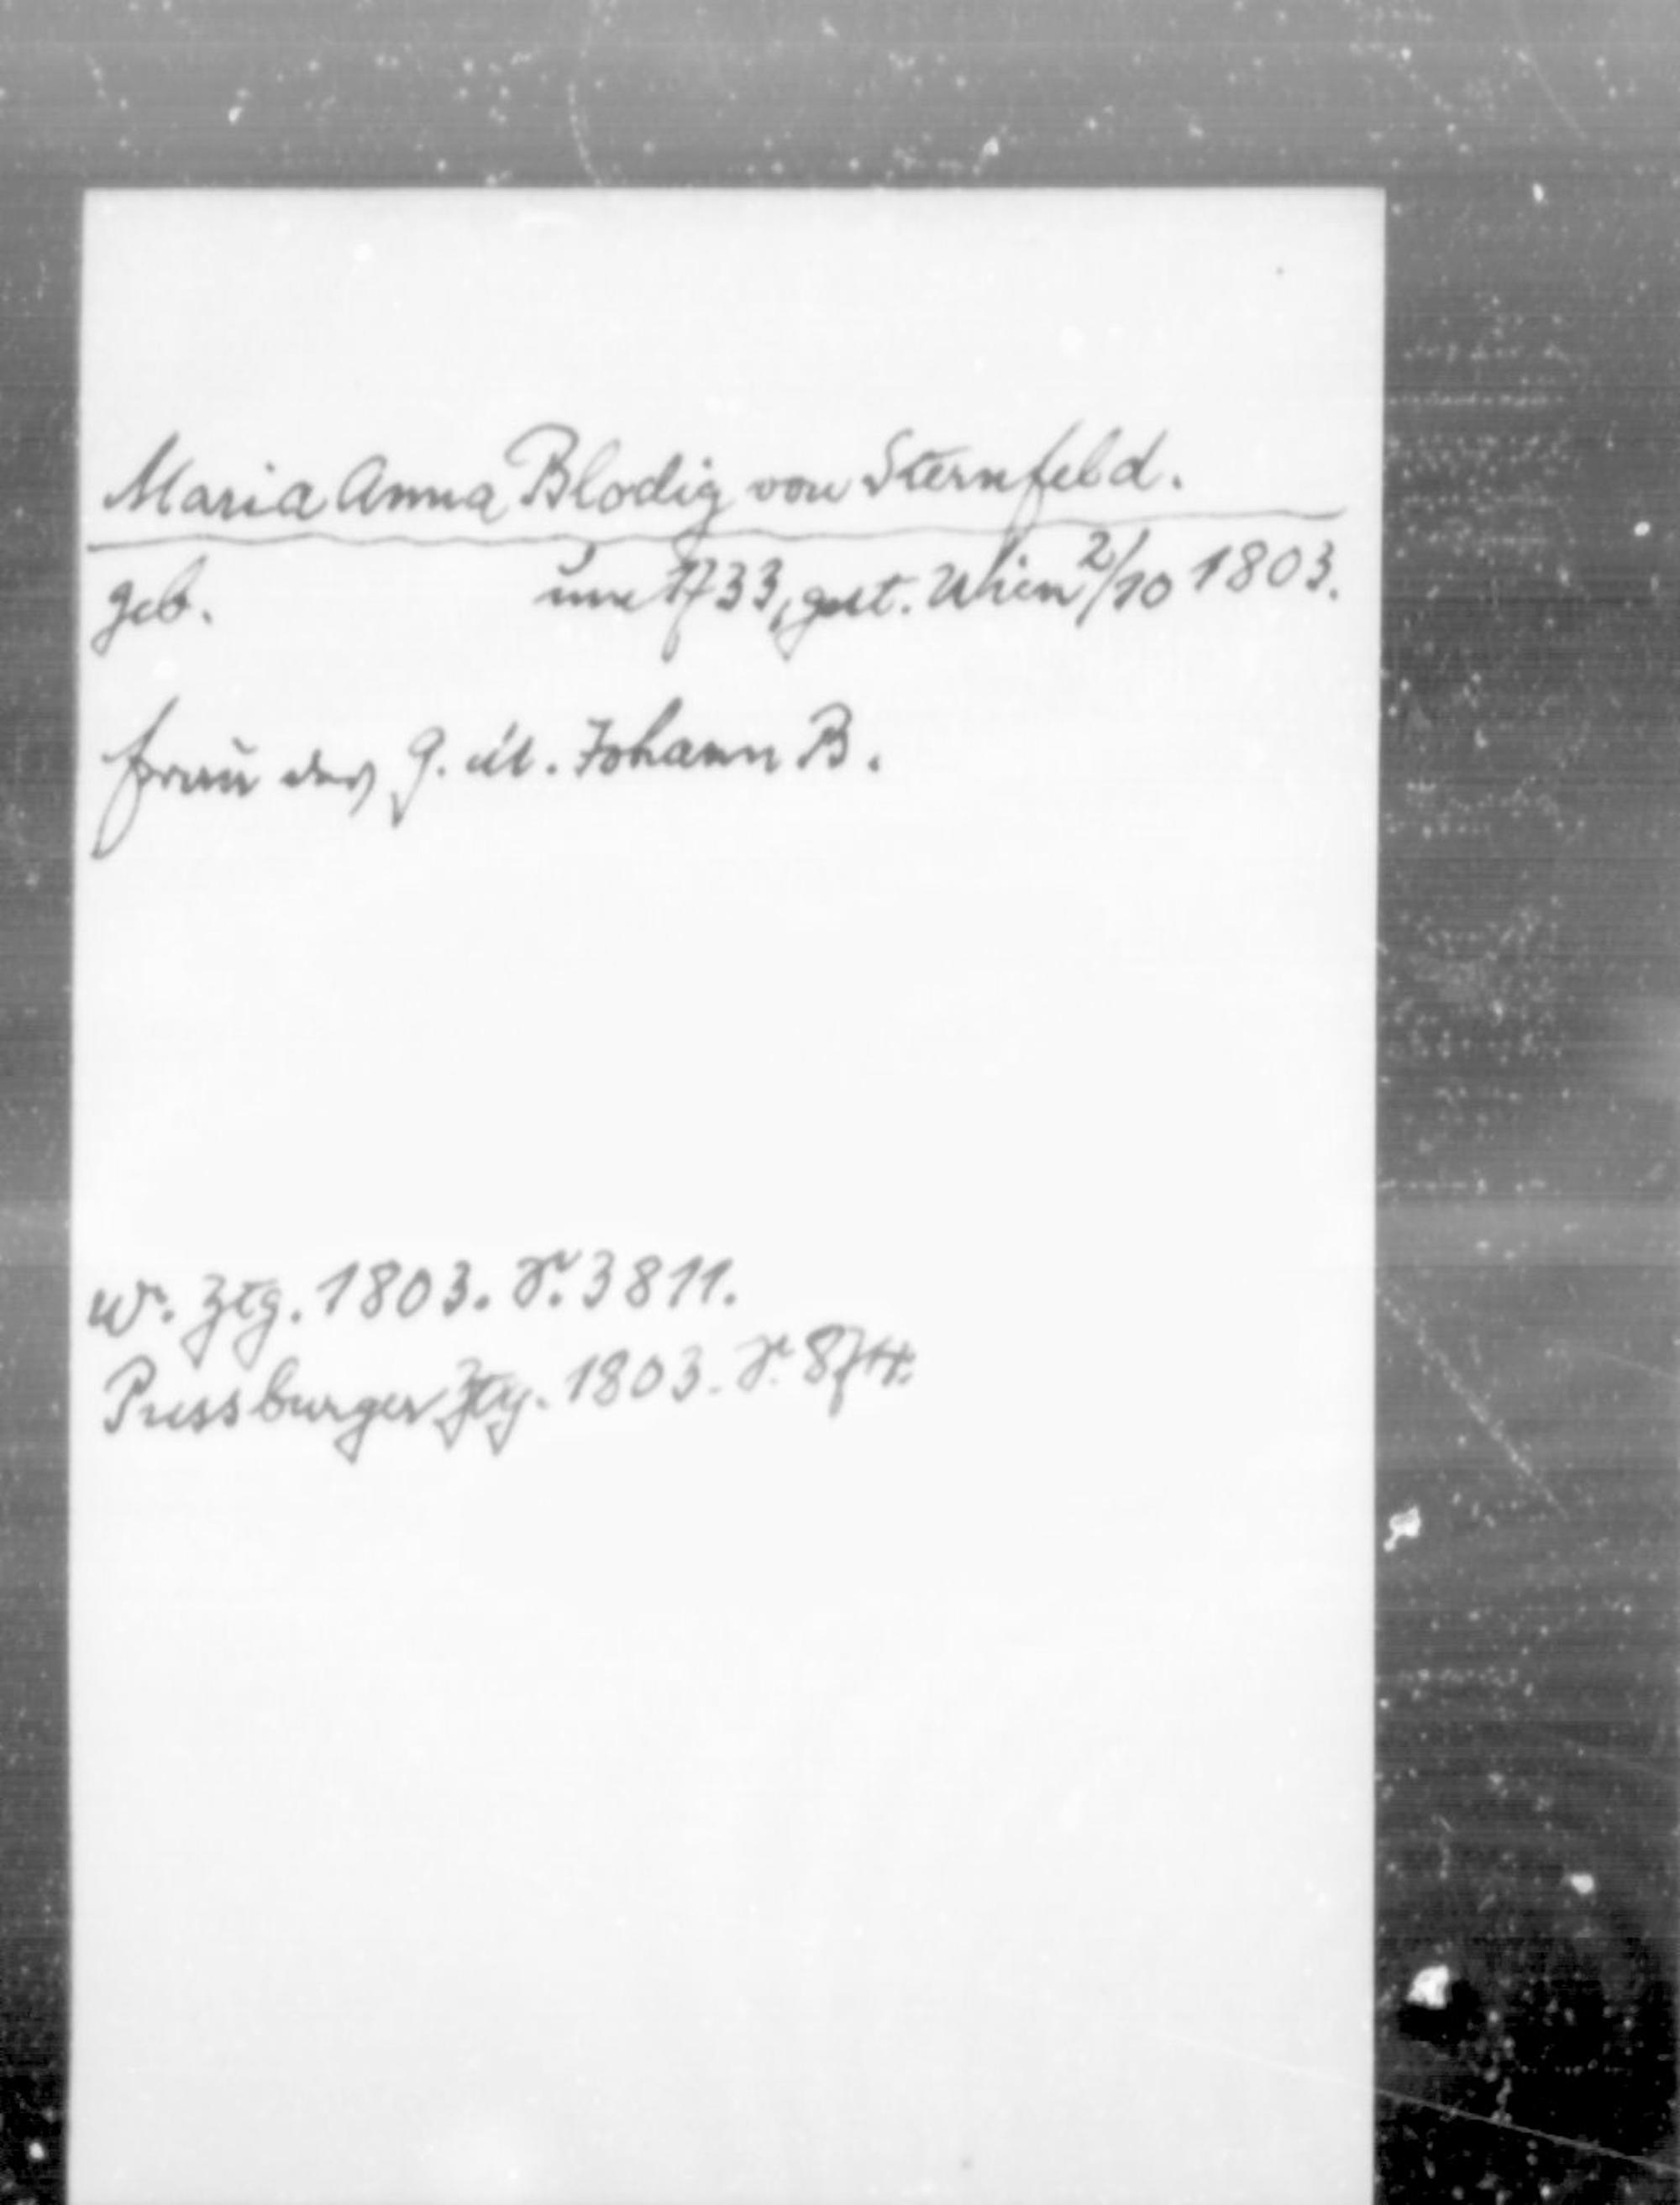 Maria Anna Blodig von Sternfeld.
geb. um 1733, gest. Wien 2/10 1803.
Frau des G. M. Johann B.
Wr. Ztg. 1803. S. 3811.
Pressburger Ztg. 1803. S. 874.